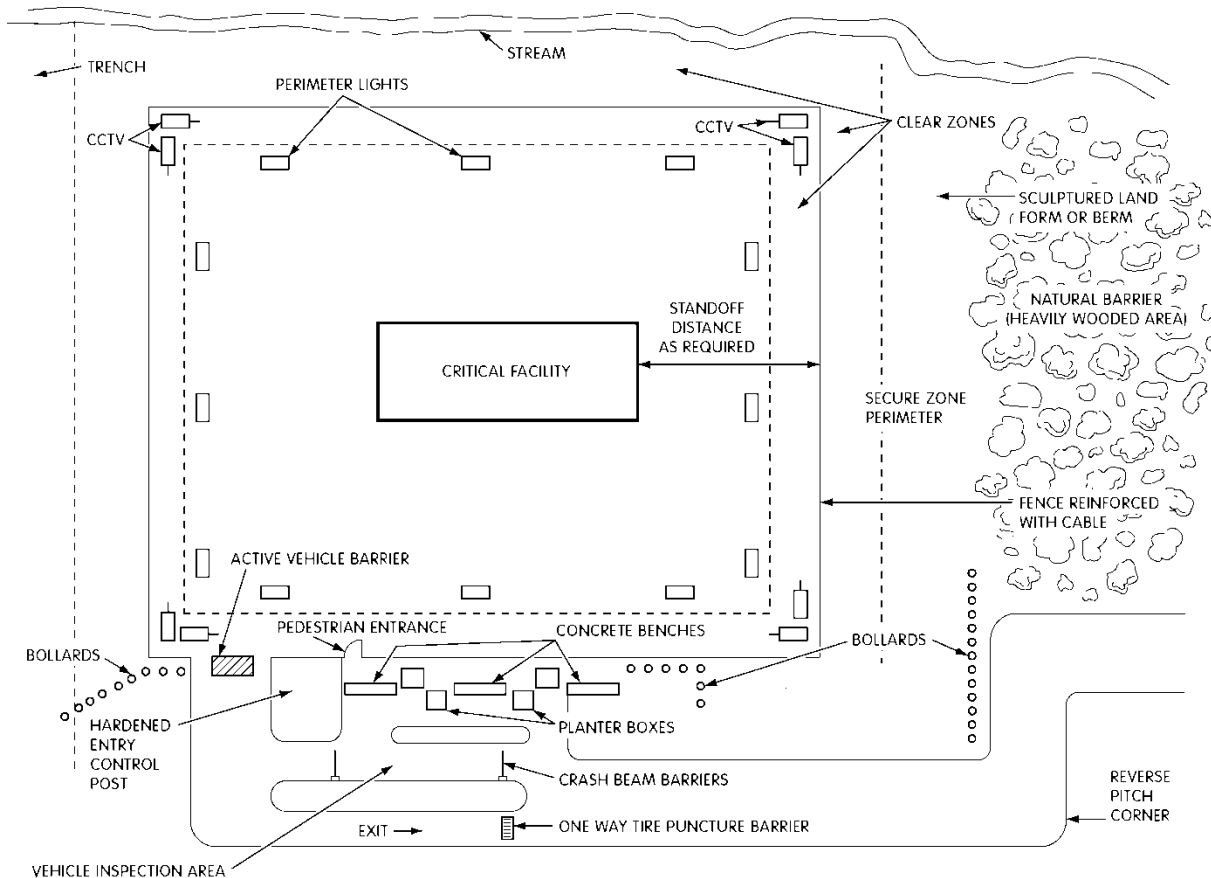 STREAM
TRENCH
PERIMETER LIGHTS
CCTV
CCTV
CLEAR ZONES
SCULPTURED LAND
FORM OR BERM
NATURAL BARRIER
(HEAVILY WOODED AREA)
STANDOFF
DISTANCE
AS REQUIRED
CRITICAL FACILITY
SECURE ZONE
PERIMETER
FENCE REINFORCED
WITH CABLE
ACTIVE VEHICLE BARRIER
PEDESTRIAN ENTRANCE
CONCRETE BENCHES
BOLLARDS
BOLLARDS
HARDENED
ENTRY
CONTROL
POST
PLANTER BOXES
CRASH BEAM BARRIERS
REVERSE
PITCH
CORNER
EXIT
ONE WAY TIRE PUNCTURE BARRIER
VEHICLE INSPECTION AREA